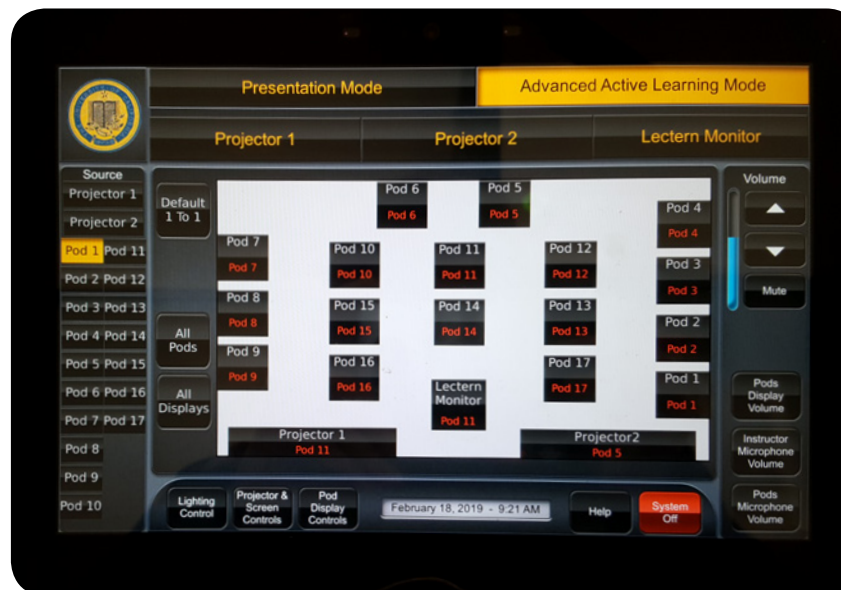 Presentation Mode
Advanced Active Learning Mode
Projector 1
Projector 2
Lectern Monitor
Source
Projector 1
Projector 2
Pod 1 Pod 11
Pod 2 Pod 12
Pod 3 Pod 13
Pod 4 Pod 14
Pod 5 Pod 15
Pod 6 Pod 16
Pod 7 Pod 17
Pod 8
Pod 9
Pod 10
Default
1 To 1
All
Pods
All
Displays
Pod 6
Pod 6
Pod 5
Pod 5
Pod 4
Pod 4
Pod 7
Pod 7
Pod 10
Pod 10
Pod 11
Pod 11
Pod 12
Pod 12
Pod 3
Pod 3
Pod 8
Pod 8
Pod 15
Pod 15
Pod 14
Pod 14
Pod 13
Pod 13
Pod 2
Pod 2
Pod 9
Pod 9
Pod 16
Pod 16
Lectern
Monitor
Pod 11
Pod 17
Pod 17
Pod 1
Pod 1
Projector 1
Pod 11
Projector2
Pod 5
Volume
Mute
Pods
Display
Volume
Instructor
Microphone
Volume
Pods
Microphone
Volume
Lighting
Control
Projector &
Screen
Controls
Pod
Display
Controls
February 18, 2019 - 9:21 AM
Help
System
Off